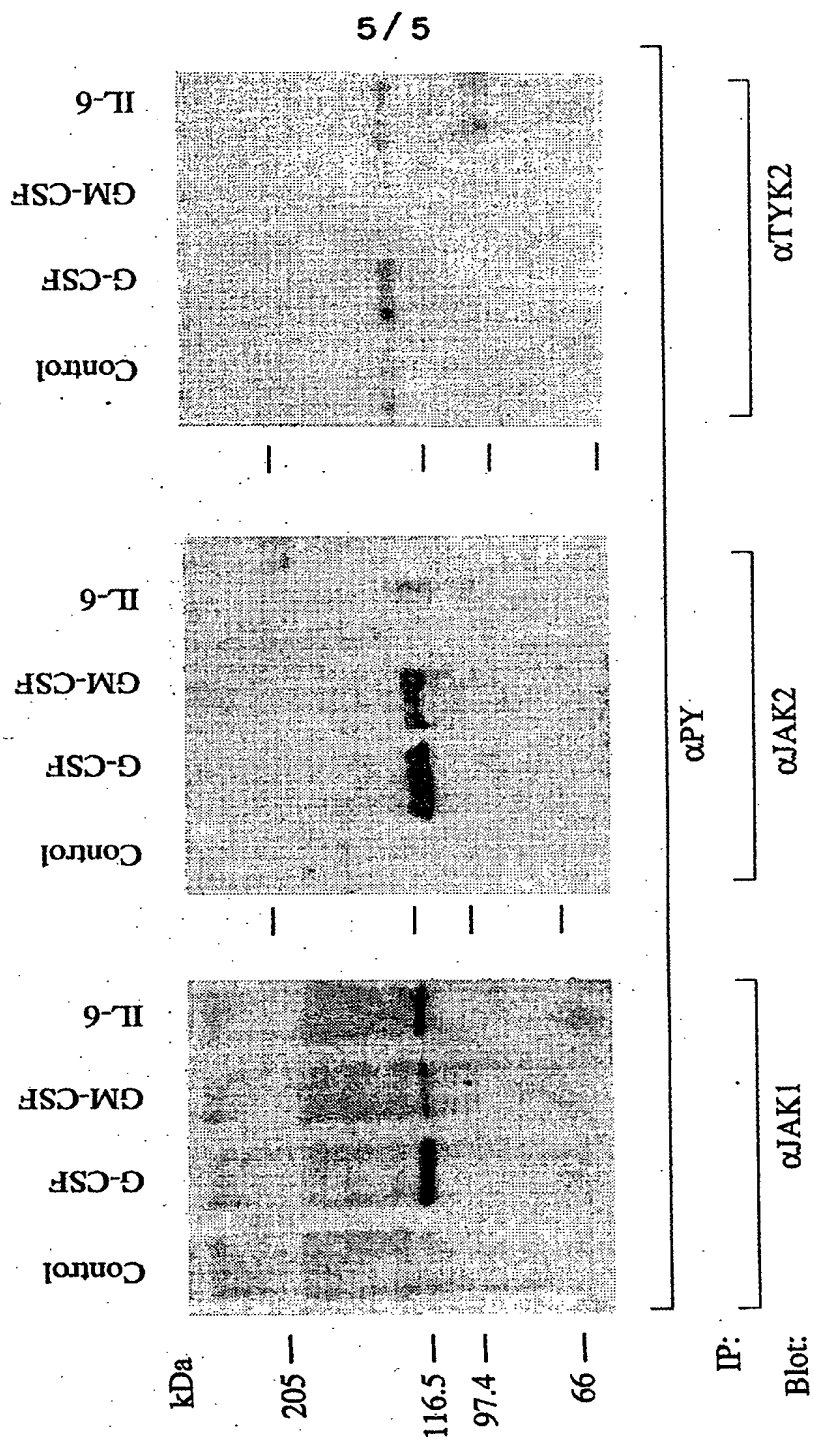 5/5
kDa
205
116.5
97.4
66
Control
G-CSF
GM-CSF
IL-6
Control
G-CSF
GM-CSF
IL-6
Control
G-CSF
GM-CSF
IL-6
IP:
αPY
Blot:
αJAK1
αJAK2
αTYK2